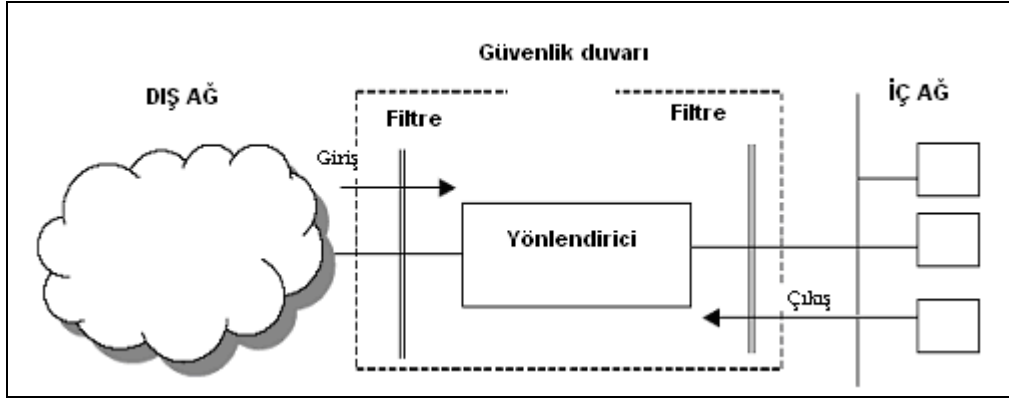 Güvenlik duvarı
DIŞ AĞ
İÇ AĞ
Filtre
Filtre
Giriş
Yönlendirici
Çıkış